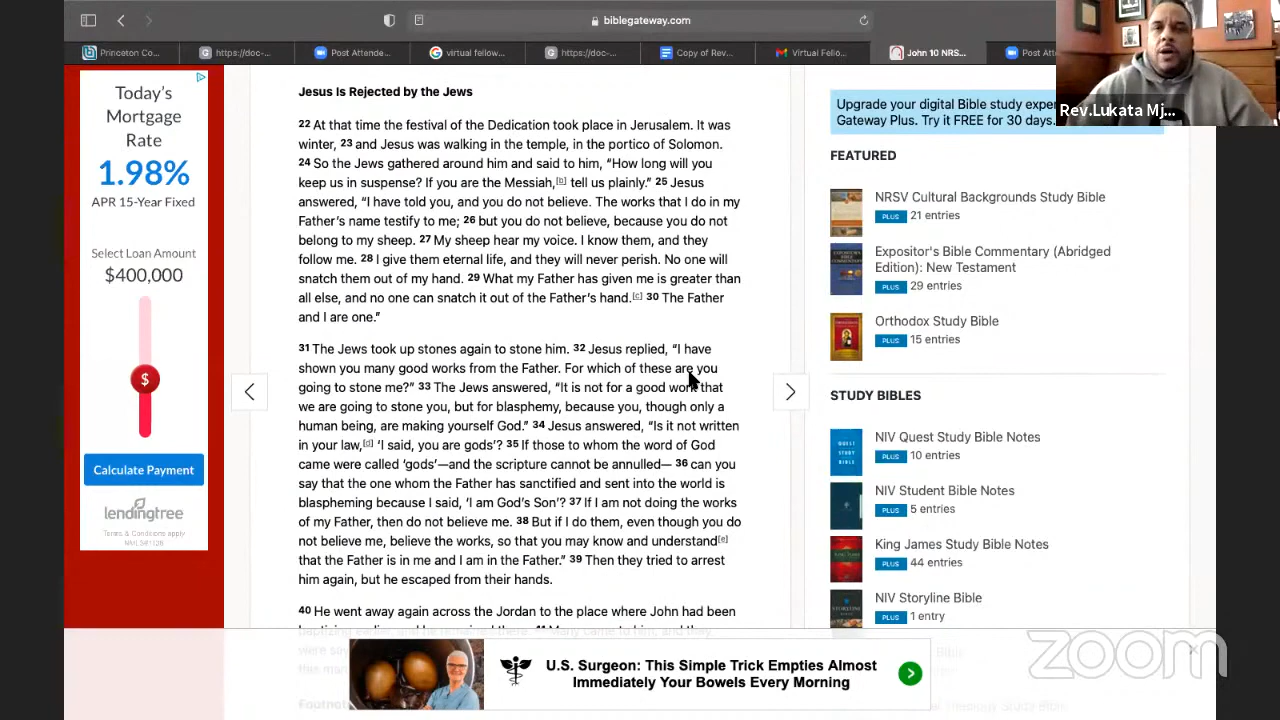 biblegateway.com
Princeton Co...
https://doc-...
Post Attende...
virtual fellow...
https://doc-...
Copy of Rev...
Virtual Fello...
John 10 NRS...
Post Att
Rev.Lukata Mj...
Today's
Mortgage
Rate
1.98%
APR 15-Year Fixed
Select Loan Amount
$400,000
$
Calculate Payment
lendingtree
Terms & Conditions apply
Jesus Is Rejected by the Jews
22 At that time the festival of the Dedication took place in Jerusalem. It was
winter, 23 and Jesus was walking in the temple, in the portico of Solomon.
24 So the Jews gathered around him and said to him, “How long will you
keep us in suspense? If you are the Messiah,[b] tell us plainly.” 25 Jesus
answered, “I have told you, and you do not believe. The works that I do in my
Father’s name testify to me; 26 but you do not believe, because you do not
belong to my sheep. 27 My sheep hear my voice. I know them, and they
follow me. 28 I give them eternal life, and they will never perish. No one will
snatch them out of my hand. 29 What my Father has given me is greater than
all else, and no one can snatch it out of the Father’s hand.[c] 30 The Father
and I are one.”
31 The Jews took up stones again to stone him. 32 Jesus replied, “I have
shown you many good works from the Father. For which of these are you
going to stone me?” 33 The Jews answered, “It is not for a good work that
we are going to stone you, but for blasphemy, because you, though only a
human being, are making yourself God.” 34 Jesus answered, “Is it not written
in your law,[d] ‘I said, you are gods’? 35 If those to whom the word of God
came were called ‘gods’—and the scripture cannot be annulled— 36 can you
say that the one whom the Father has sanctified and sent into the world is
blaspheming because I said, ‘I am God’s Son’? 37 If I am not doing the works
of my Father, then do not believe me. 38 But if I do them, even though you do
not believe me, believe the works, so that you may know and understand[e]
that the Father is in me and I am in the Father.” 39 Then they tried to arrest
him again, but he escaped from their hands.
40 He went away again across the Jordan to the place where John had been
Upgrade your digital Bible study expe
Gateway Plus. Try it FREE for 30 days.
FEATURED
NRSV Cultural Backgrounds Study Bible
PLUS 21 entries
Expositor's Bible Commentary (Abridged
Edition): New Testament
PLUS 29 entries
Orthodox Study Bible
PLUS 15 entries
STUDY BIBLES
NIV Quest Study Bible Notes
PLUS 10 entries
NIV Student Bible Notes
PLUS 5 entries
King James Study Bible Notes
PLUS 44 entries
NIV Storyline Bible
PLUS 1 entry
U.S. Surgeon: This Simple Trick Empties Almost
Immediately Your Bowels Every Morning
zoom